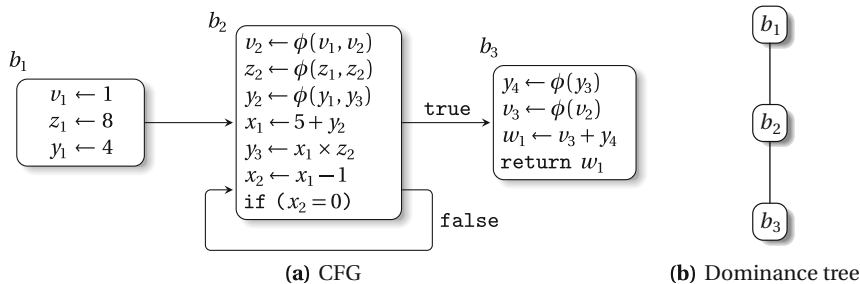 b₁
v₁ ← 1
z₁ ← 8
y₁ ← 4
b₂
v₂ ← ϕ(v₁, v₂)
z₂ ← ϕ(z₁, z₂)
y₂ ← ϕ(y₁, y₃)
x₁ ← 5 + y₂
y₃ ← x₁ × z₂
x₂ ← x₁ − 1
if (x₂ = 0)
true
false
b₃
y₄ ← ϕ(y₃)
v₃ ← ϕ(v₂)
w₁ ← v₃ + y₄
return w₁
(a) CFG
b₁
b₂
b₃
(b) Dominance tree